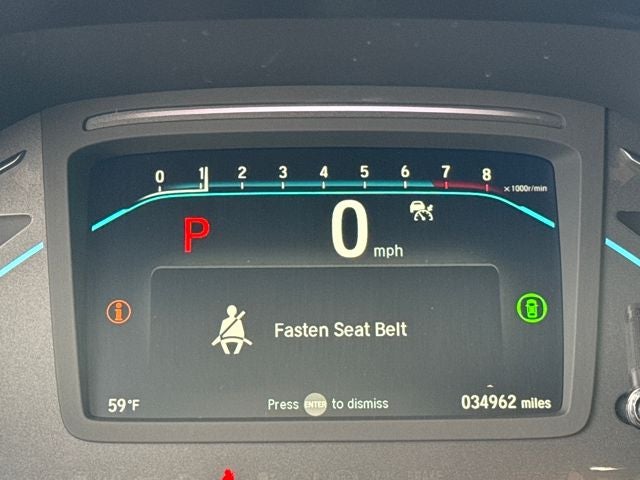 0 1 2 3 4 5 6 7 8 x1000r/min
P 0 mph
i
Fasten Seat Belt
59°F Press ENTER to dismiss 034962 miles